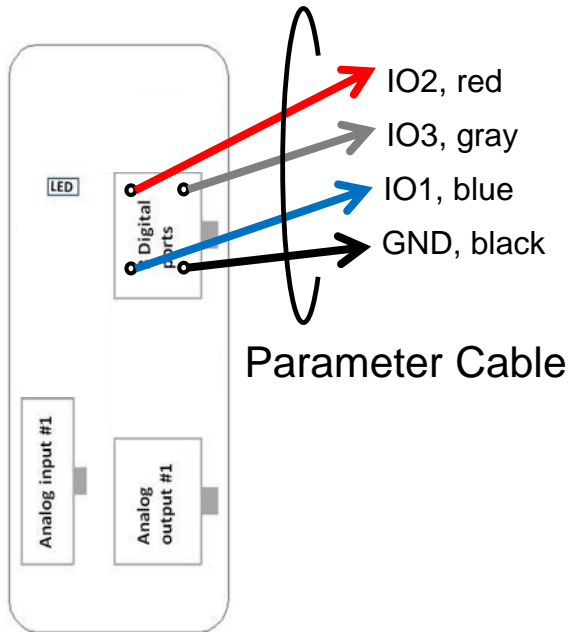 IO2, red
IO3, gray
IO1, blue
GND, black
LED
Digital
ports
Parameter Cable
Analog input #1
Analog
output #1